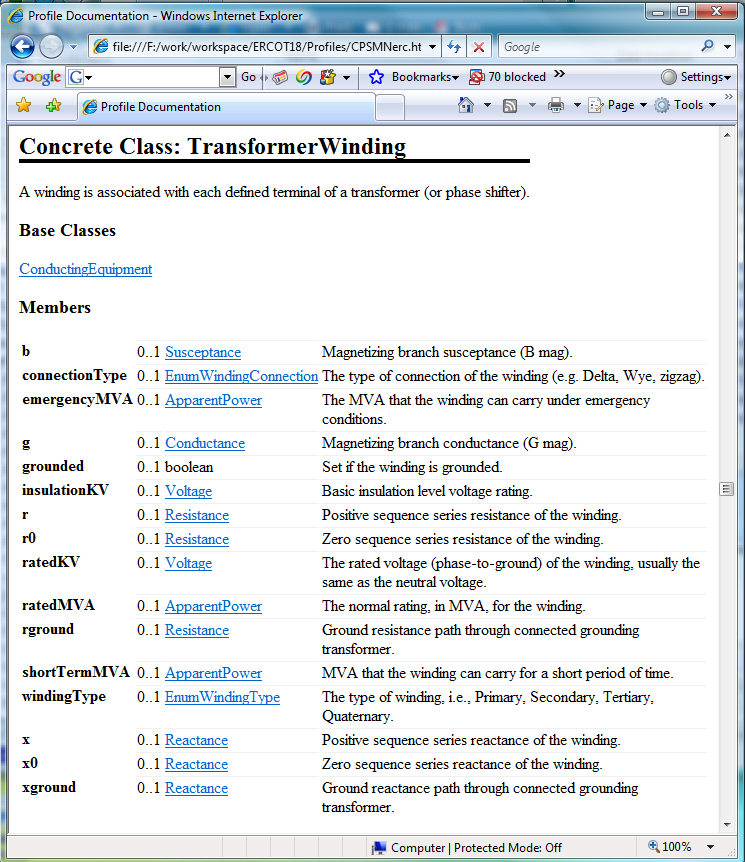 Profile Documentation - Windows Internet Explorer
file:///F:/work/workspace/ERCOT18/Profiles/CPSMNerc.ht
Google
Google G Go 70 blocked Bookmarks Settings
Profile Documentation Page Tools
Concrete Class: TransformerWinding
A winding is associated with each defined terminal of a transformer (or phase shifter).
Base Classes
ConductingEquipment
Members
b 0..1 Susceptance Magnetizing branch susceptance (B mag).
connectionType 0..1 EnumWindingConnection The type of connection of the winding (e.g. Delta, Wye, zigzag).
emergencyMVA 0..1 ApparentPower The MVA that the winding can carry under emergency
conditions.
g 0..1 Conductance Magnetizing branch conductance (G mag).
grounded 0..1 boolean Set if the winding is grounded.
insulationKV 0..1 Voltage Basic insulation level voltage rating.
r 0..1 Resistance Positive sequence series resistance of the winding.
r0 0..1 Resistance Zero sequence series resistance of the winding.
ratedKV 0..1 Voltage The rated voltage (phase-to-ground) of the winding, usually the
same as the neutral voltage.
ratedMVA 0..1 ApparentPower The normal rating, in MVA, for the winding.
rground 0..1 Resistance Ground resistance path through connected grounding
transformer.
shortTermMVA 0..1 ApparentPower MVA that the winding can carry for a short period of time.
windingType 0..1 EnumWindingType The type of winding, i.e., Primary, Secondary, Tertiary,
Quaternary.
x 0..1 Reactance Positive sequence series reactance of the winding.
x0 0..1 Reactance Zero sequence series reactance of the winding.
xground 0..1 Reactance Ground reactance path through connected grounding
transformer.
Computer | Protected Mode: Off 100%